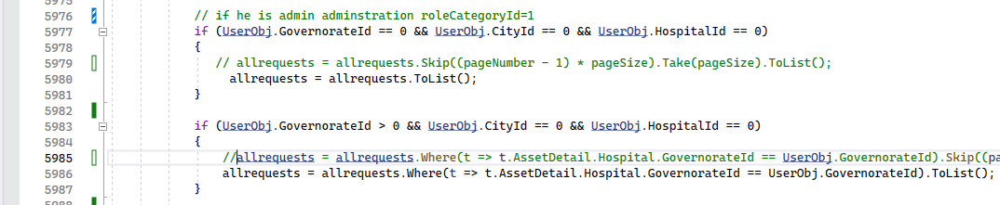 5975
5976 // if he is admin adminstration roleCategoryId=1
5977 if (UserObj.GovernorateId == 0 && UserObj.CityId == 0 && UserObj.HospitalId == 0)
5978 {
5979 // allrequests = allrequests.Skip((pageNumber - 1) * pageSize).Take(pageSize).ToList();
5980 allrequests = allrequests.ToList();
5981 }
5982
5983 if (UserObj.GovernorateId > 0 && UserObj.CityId == 0 && UserObj.HospitalId == 0)
5984 {
5985 //allrequests = allrequests.Where(t => t.AssetDetail.Hospital.GovernorateId == UserObj.GovernorateId).Skip((pa
5986 allrequests = allrequests.Where(t => t.AssetDetail.Hospital.GovernorateId == UserObj.GovernorateId).ToList();
5987 }
5988